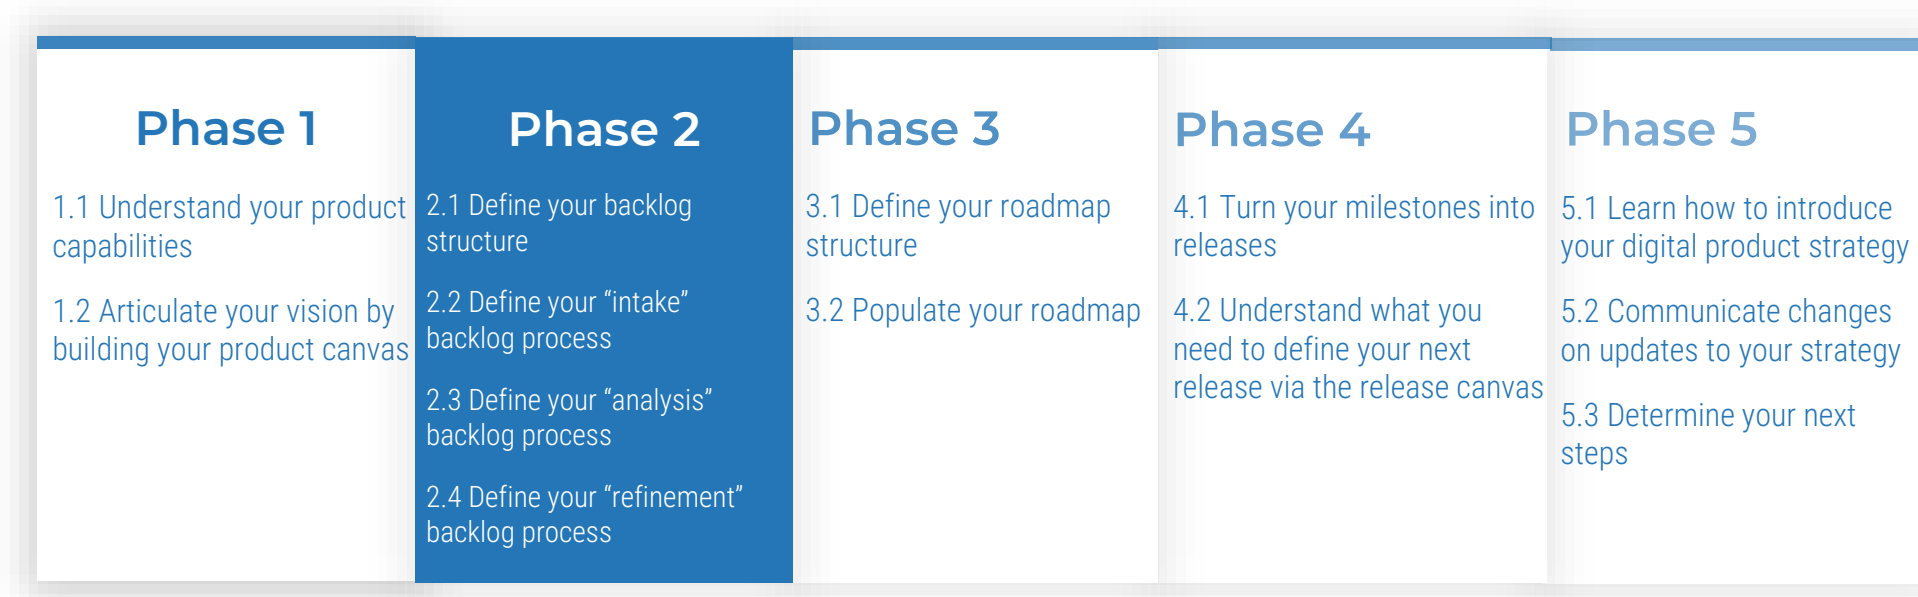 Phase 1
1.1 Understand your product
capabilities
1.2 Articulate your vision by
building your product canvas
Phase 2
2.1 Define your backlog
structure
2.2 Define your “intake”
backlog process
2.3 Define your “analysis”
backlog process
2.4 Define your “refinement”
backlog process
Phase 3
3.1 Define your roadmap
structure
3.2 Populate your roadmap
Phase 4
4.1 Turn your milestones into
releases
4.2 Understand what you
need to define your next
release via the release canvas
Phase 5
5.1 Learn how to introduce
your digital product strategy
5.2 Communicate changes
on updates to your strategy
5.3 Determine your next
steps